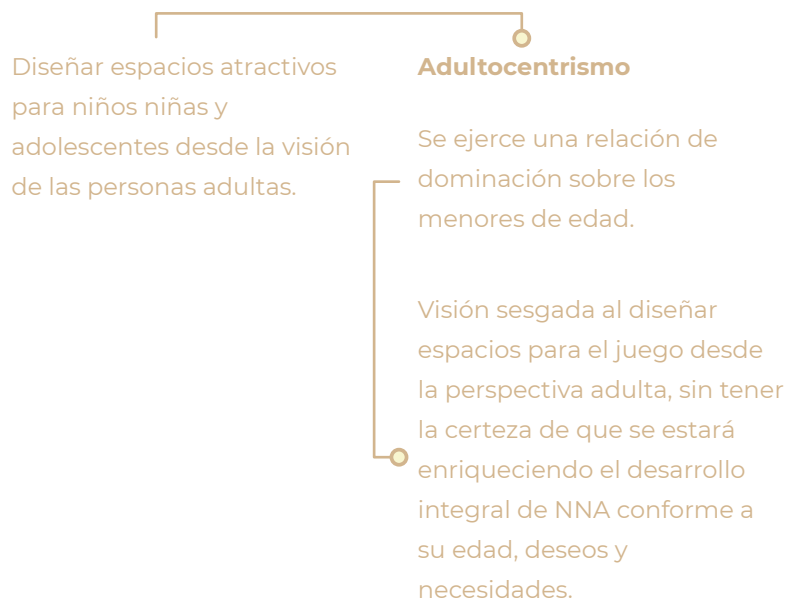 Diseñar espacios atractivos
para niños niñas y
adolescentes desde la visión
de las personas adultas.
Adultocentrismo
Se ejerce una relación de
dominación sobre los
menores de edad.
Visión sesgada al diseñar
espacios para el juego desde
la perspectiva adulta, sin tener
la certeza de que se estará
enriqueciendo el desarrollo
integral de NNA conforme a
su edad, deseos y
necesidades.